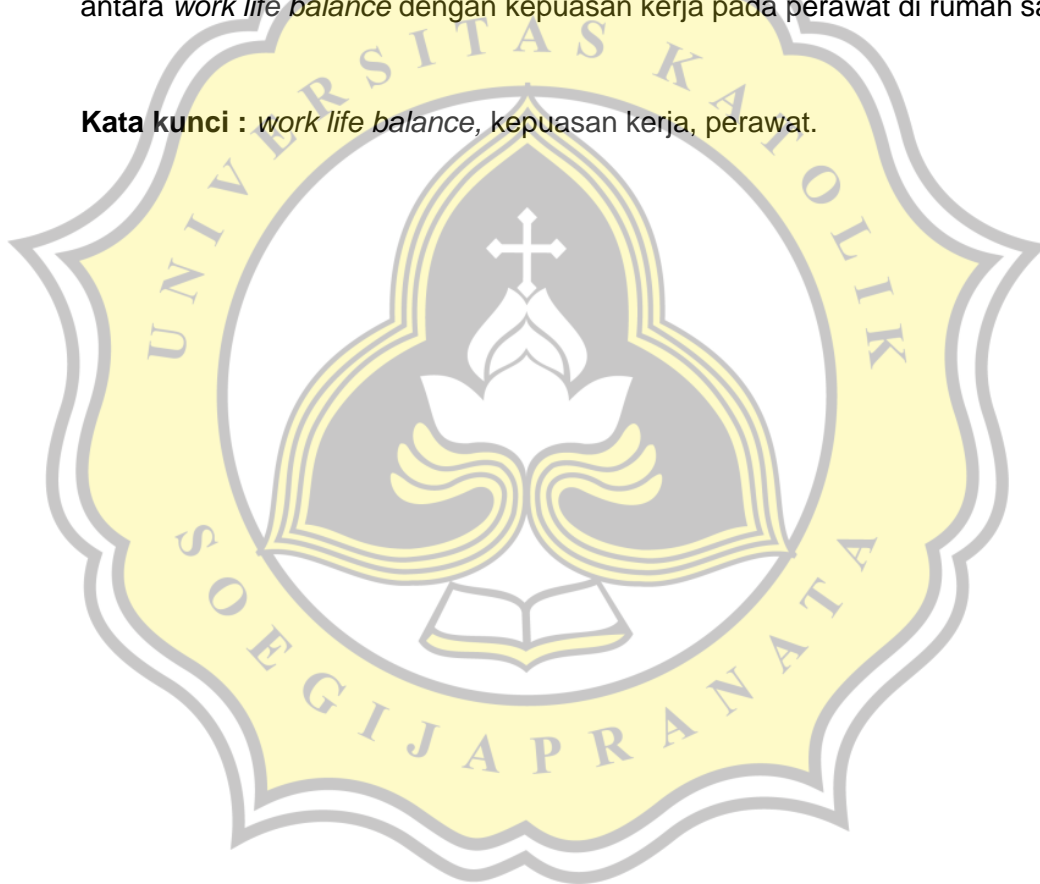 antara work life balance dengan kepuasan kerja pada perawat di rumah
Kata kunci : work life balance, kepuasan kerja, perawat.
UNIVERSITAS KATOLIK
SOEGIJAPRANATA